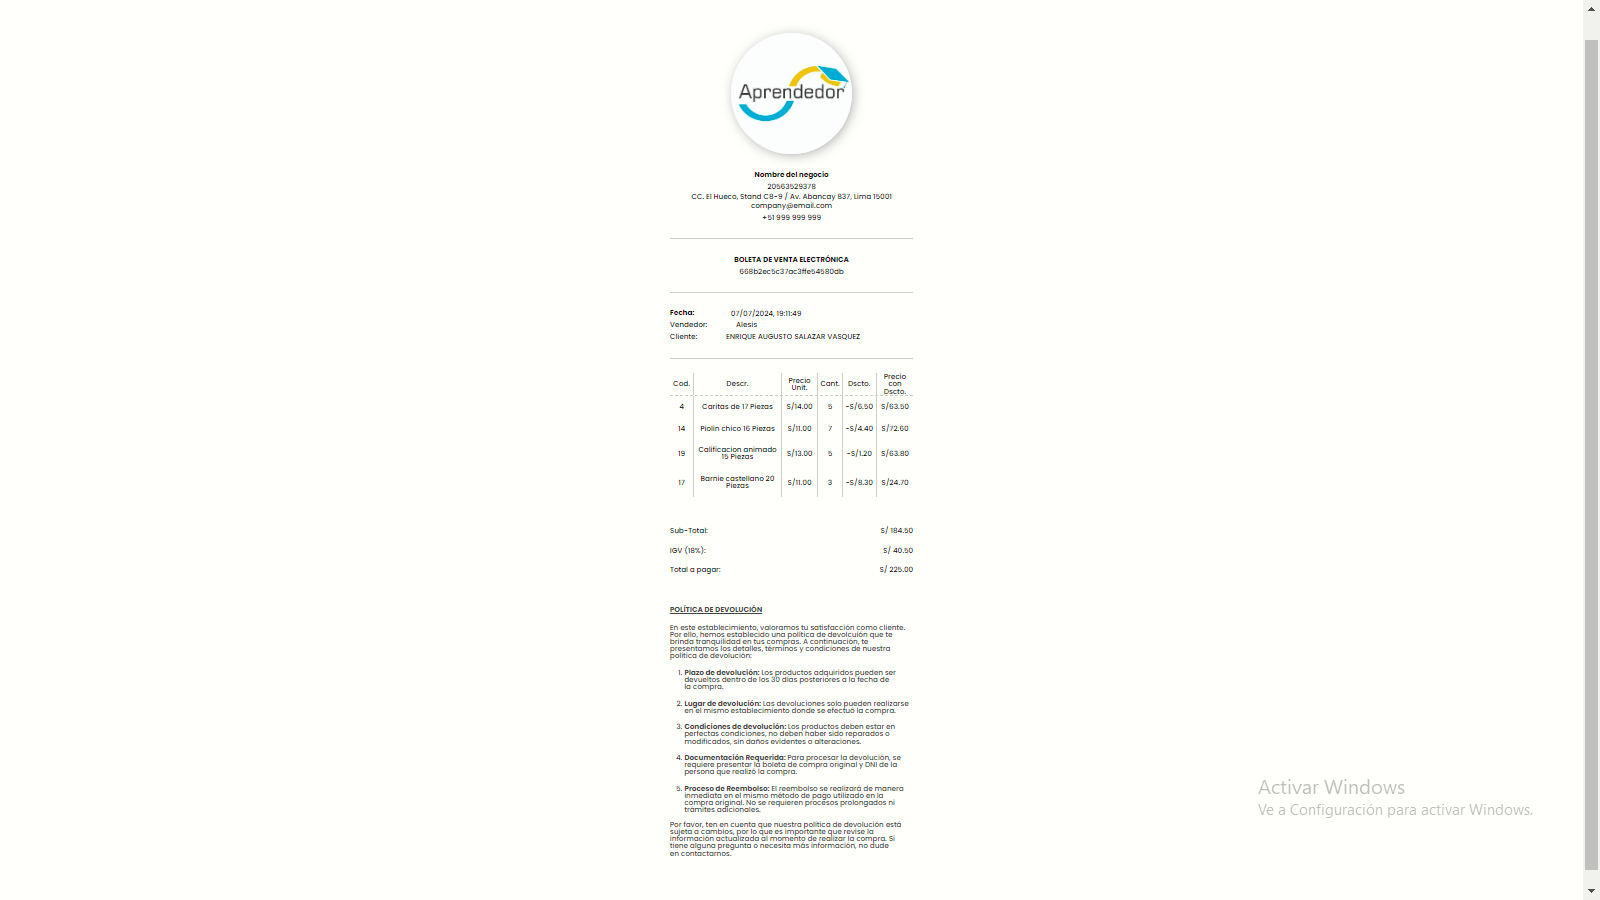 Aprendedor
Nombre del negocio
20563529378
CC. El Hueco, Stand C8-9 / Av. Abancay 837, Lima 15001
company@email.com
+51 999 999 999
BOLETA DE VENTA ELECTRÓNICA
668b2ec5c37ac3ffe54580db
Fecha: 07/07/2024, 19:11:49
Vendedor: Alesis
Cliente: ENRIQUE AUGUSTO SALAZAR VASQUEZ
Cod. Descr. Precio Unit. Cant. Dscto. Precio con Dscto.
4 Caritas de 17 Piezas S/14.00 5 -S/6.50 S/63.50
14 Piolin chico 16 Piezas S/11.00 7 -S/4.40 S/72.60
19 Calificacion animado 15 Piezas S/13.00 5 -S/1.20 S/63.80
17 Barnie castellano 20 Piezas S/11.00 3 -S/8.30 S/24.70
Sub-Total: S/ 184.50
IGV (18%): S/ 40.50
Total a pagar: S/ 225.00
POLÍTICA DE DEVOLUCIÓN
En este establecimiento, valoramos tu satisfacción como cliente.
Por ello, hemos establecido una política de devolcuión que te
brinda tranquilidad en tus compras. A continuación, te
presentamos los detalles, términos y condiciones de nuestra
política de devolución:
1. Plazo de devolución: Los productos adquiridos pueden ser
devueltos dentro de los 30 días posteriores a la fecha de
la compra.
2. Lugar de devolución: Las devoluciones solo pueden realizarse
en el mismo establecimiento donde se efectuó la compra.
3. Condiciones de devolución: Los productos deben estar en
perfectas condiciones, no deben haber sido reparados o
modificados, sin daños evidentes o alteraciones.
4. Documentación Requerida: Para procesar la devolución, se
requiere presentar la boleta de compra original y DNI de la
persona que realizó la compra.
5. Proceso de Reembolso: El reembolso se realizará de manera
inmediata en el mismo método de pago utilizado en la
compra original. No se requieren procesos prolongados ni
trámites adicionales.
Por favor, ten en cuenta que nuestra política de devolución está
sujeta a cambios, por lo que es importante que revise la
información actualizada al momento de realizar la compra. Si
tiene alguna pregunta o necesita más información, no dude
en contactarnos.
Activar Windows
Ve a Configuración para activar Windows.